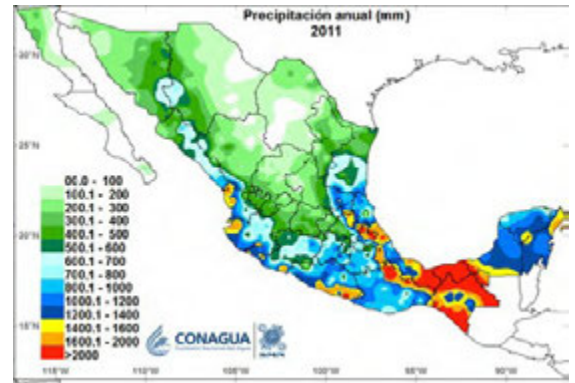 Precipitación anual (mm)
2011
30°N
25°N
20°N
15°N
00.0 - 100
100.1 - 200
200.1 - 300
300.1 - 400
400.1 - 500
500.1 - 600
600.1 - 700
700.1 - 800
800.1 - 1000
1000.1 - 1200
1200.1 - 1400
1400.1 - 1600
1600.1 - 2000
>2000
CONAGUA
115°W
110°W
105°W
100°W
95°W
90°W